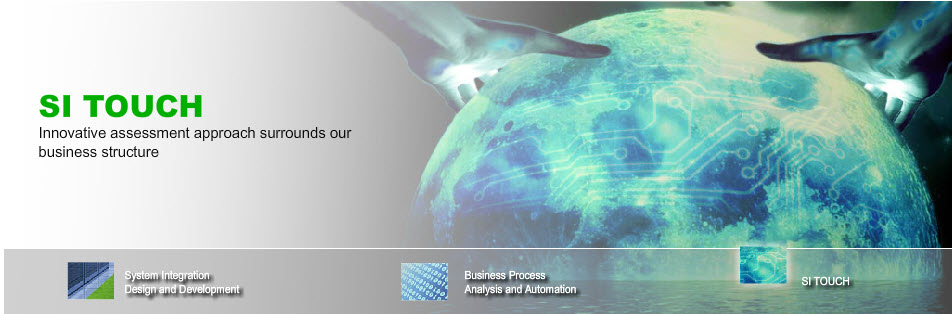 SI TOUCH
Innovative assessment approach surrounds our
business structure
System Integration
Design and Development
Business Process
Analysis and Automation
SI TOUCH